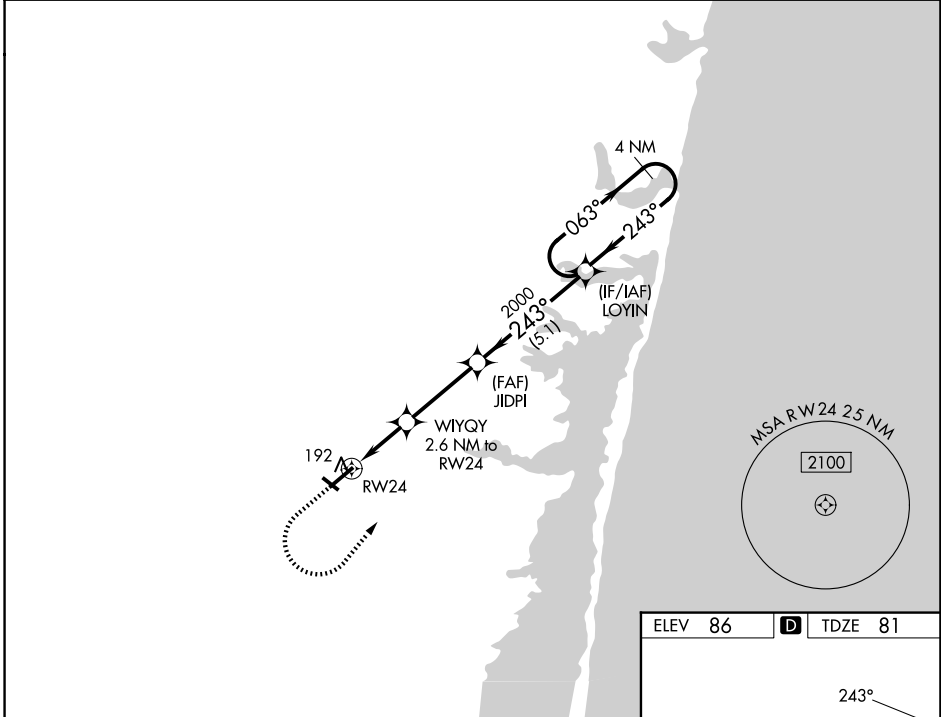 4 NM
063°
243°
(IF/IAF)
LOYIN
2000
243°
(5.1)
(FAF)
JIDPI
WIYQY
2.6 NM to
RW24
192
RW24
MSA RW24 25 NM
2100
ELEV 86 D TDZE 81
243°